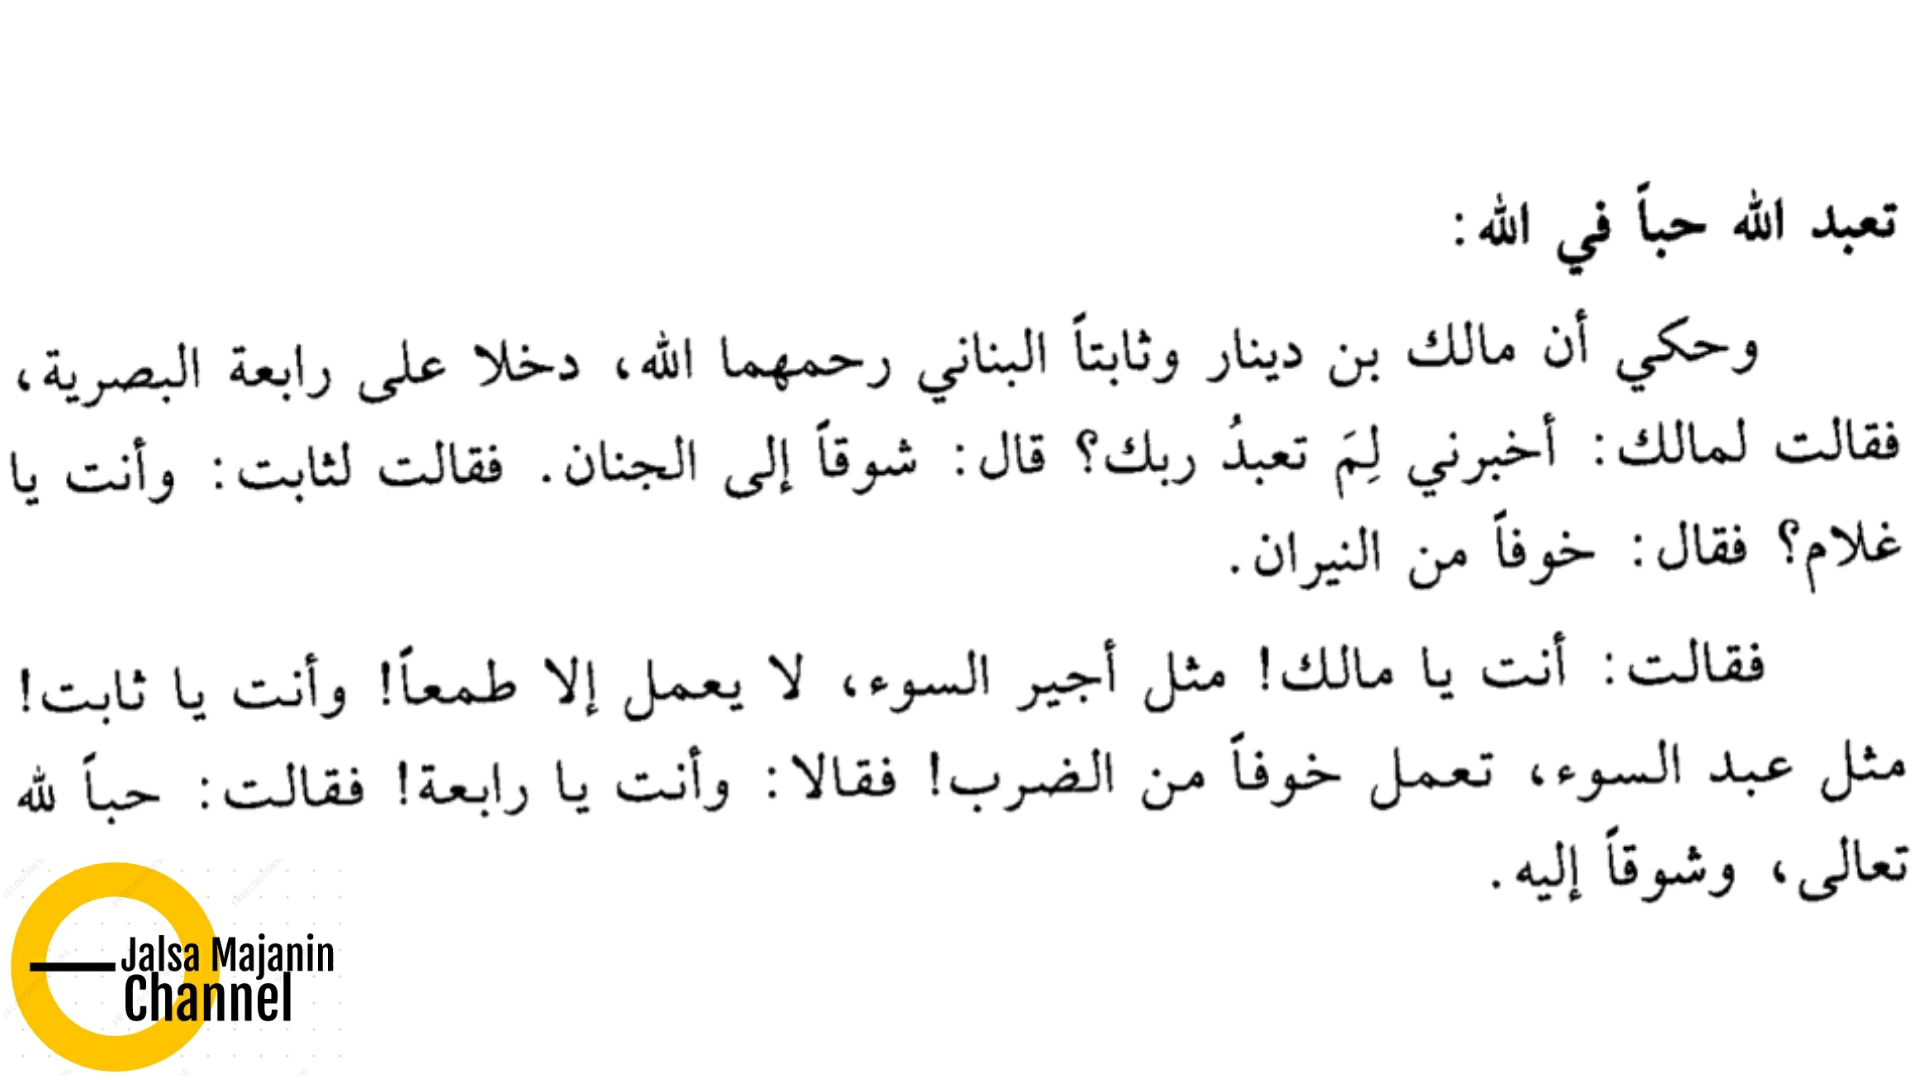 تعبد الله حباً في الله:
وحكي أن مالك بن دينار وثابتاً البناني رحمهما الله، دخلا على رابعة البصرية،
فقالت لمالك: أخبرني لِمَ تعبدُ ربك؟ قال: شوقاً إلى الجنان. فقالت لثابت: وأنت يا
غلام؟ فقال: خوفاً من النيران.
فقالت: أنت يا مالك! مثل أجير السوء، لا يعمل إلا طمعاً! وأنت يا ثابت!
مثل عبد السوء، تعمل خوفاً من الضرب! فقالا: وأنت يا رابعة! فقالت: حباً لله
تعالى، وشوقاً إليه.
Jalsa Majanin
Channel